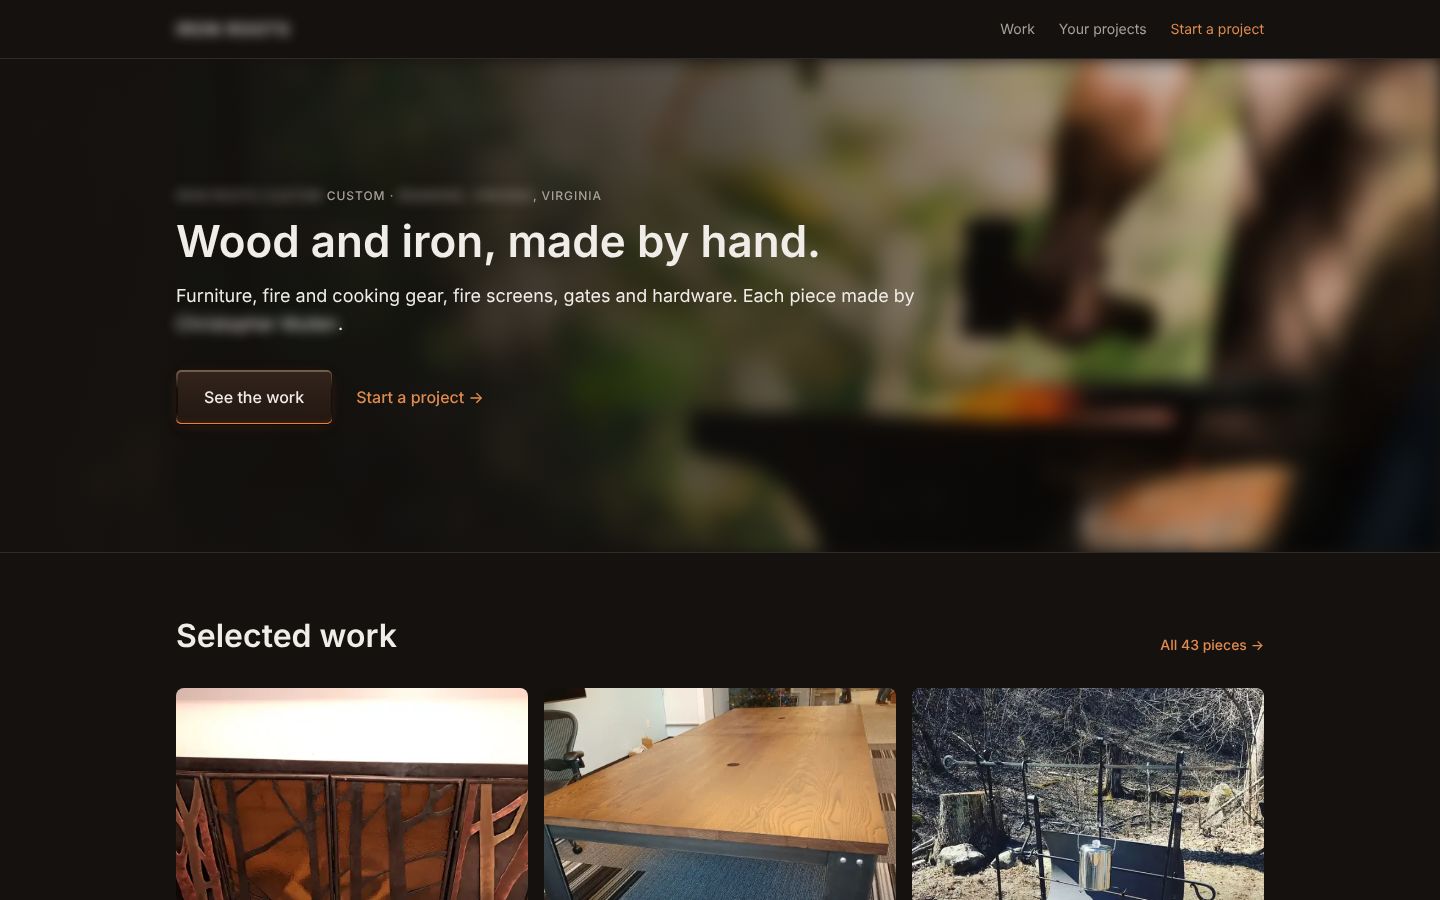 Work
Your projects
Start a project
CUSTOM · , VIRGINIA
Wood and iron, made by hand.
Furniture, fire and cooking gear, fire screens, gates and hardware. Each piece made by
.
See the work
Start a project →
Selected work
All 43 pieces →